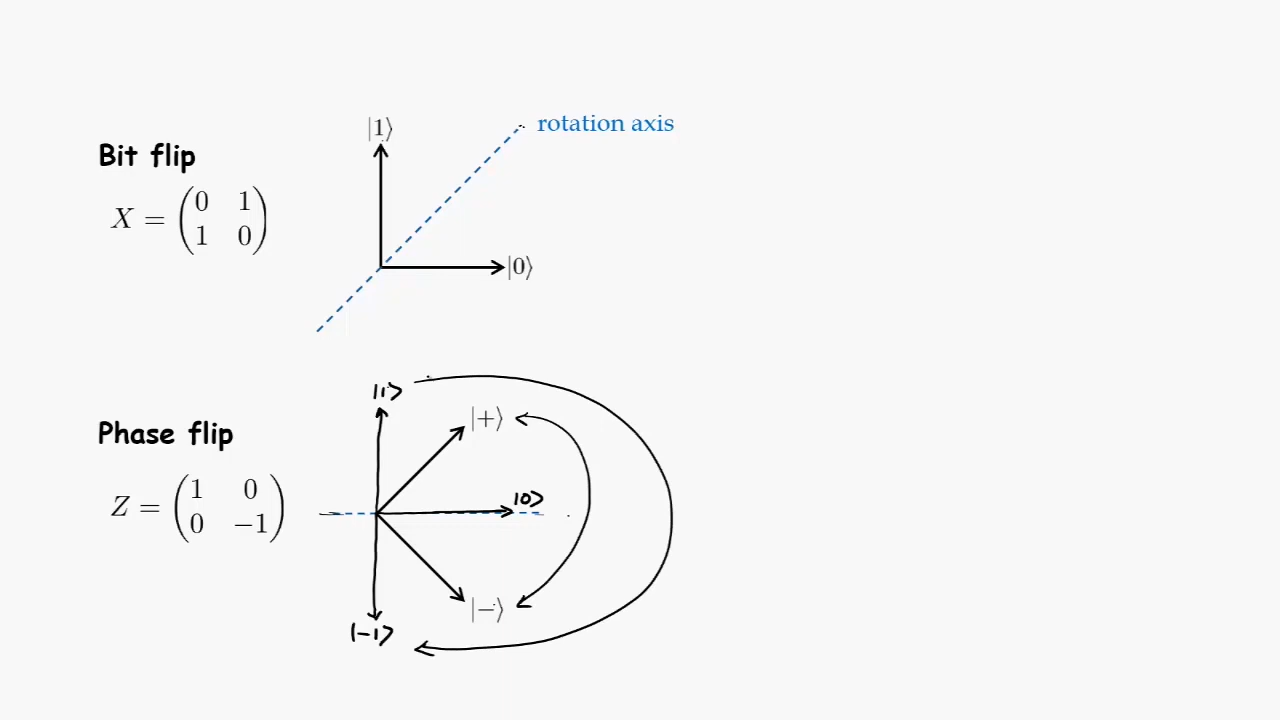 Bit flip
X = (0 1
1 0)
|1⟩
|0⟩
rotation axis
Phase flip
Z = (1 0
0 −1)
|1⟩
|+⟩
|0⟩
|−⟩
|−1⟩